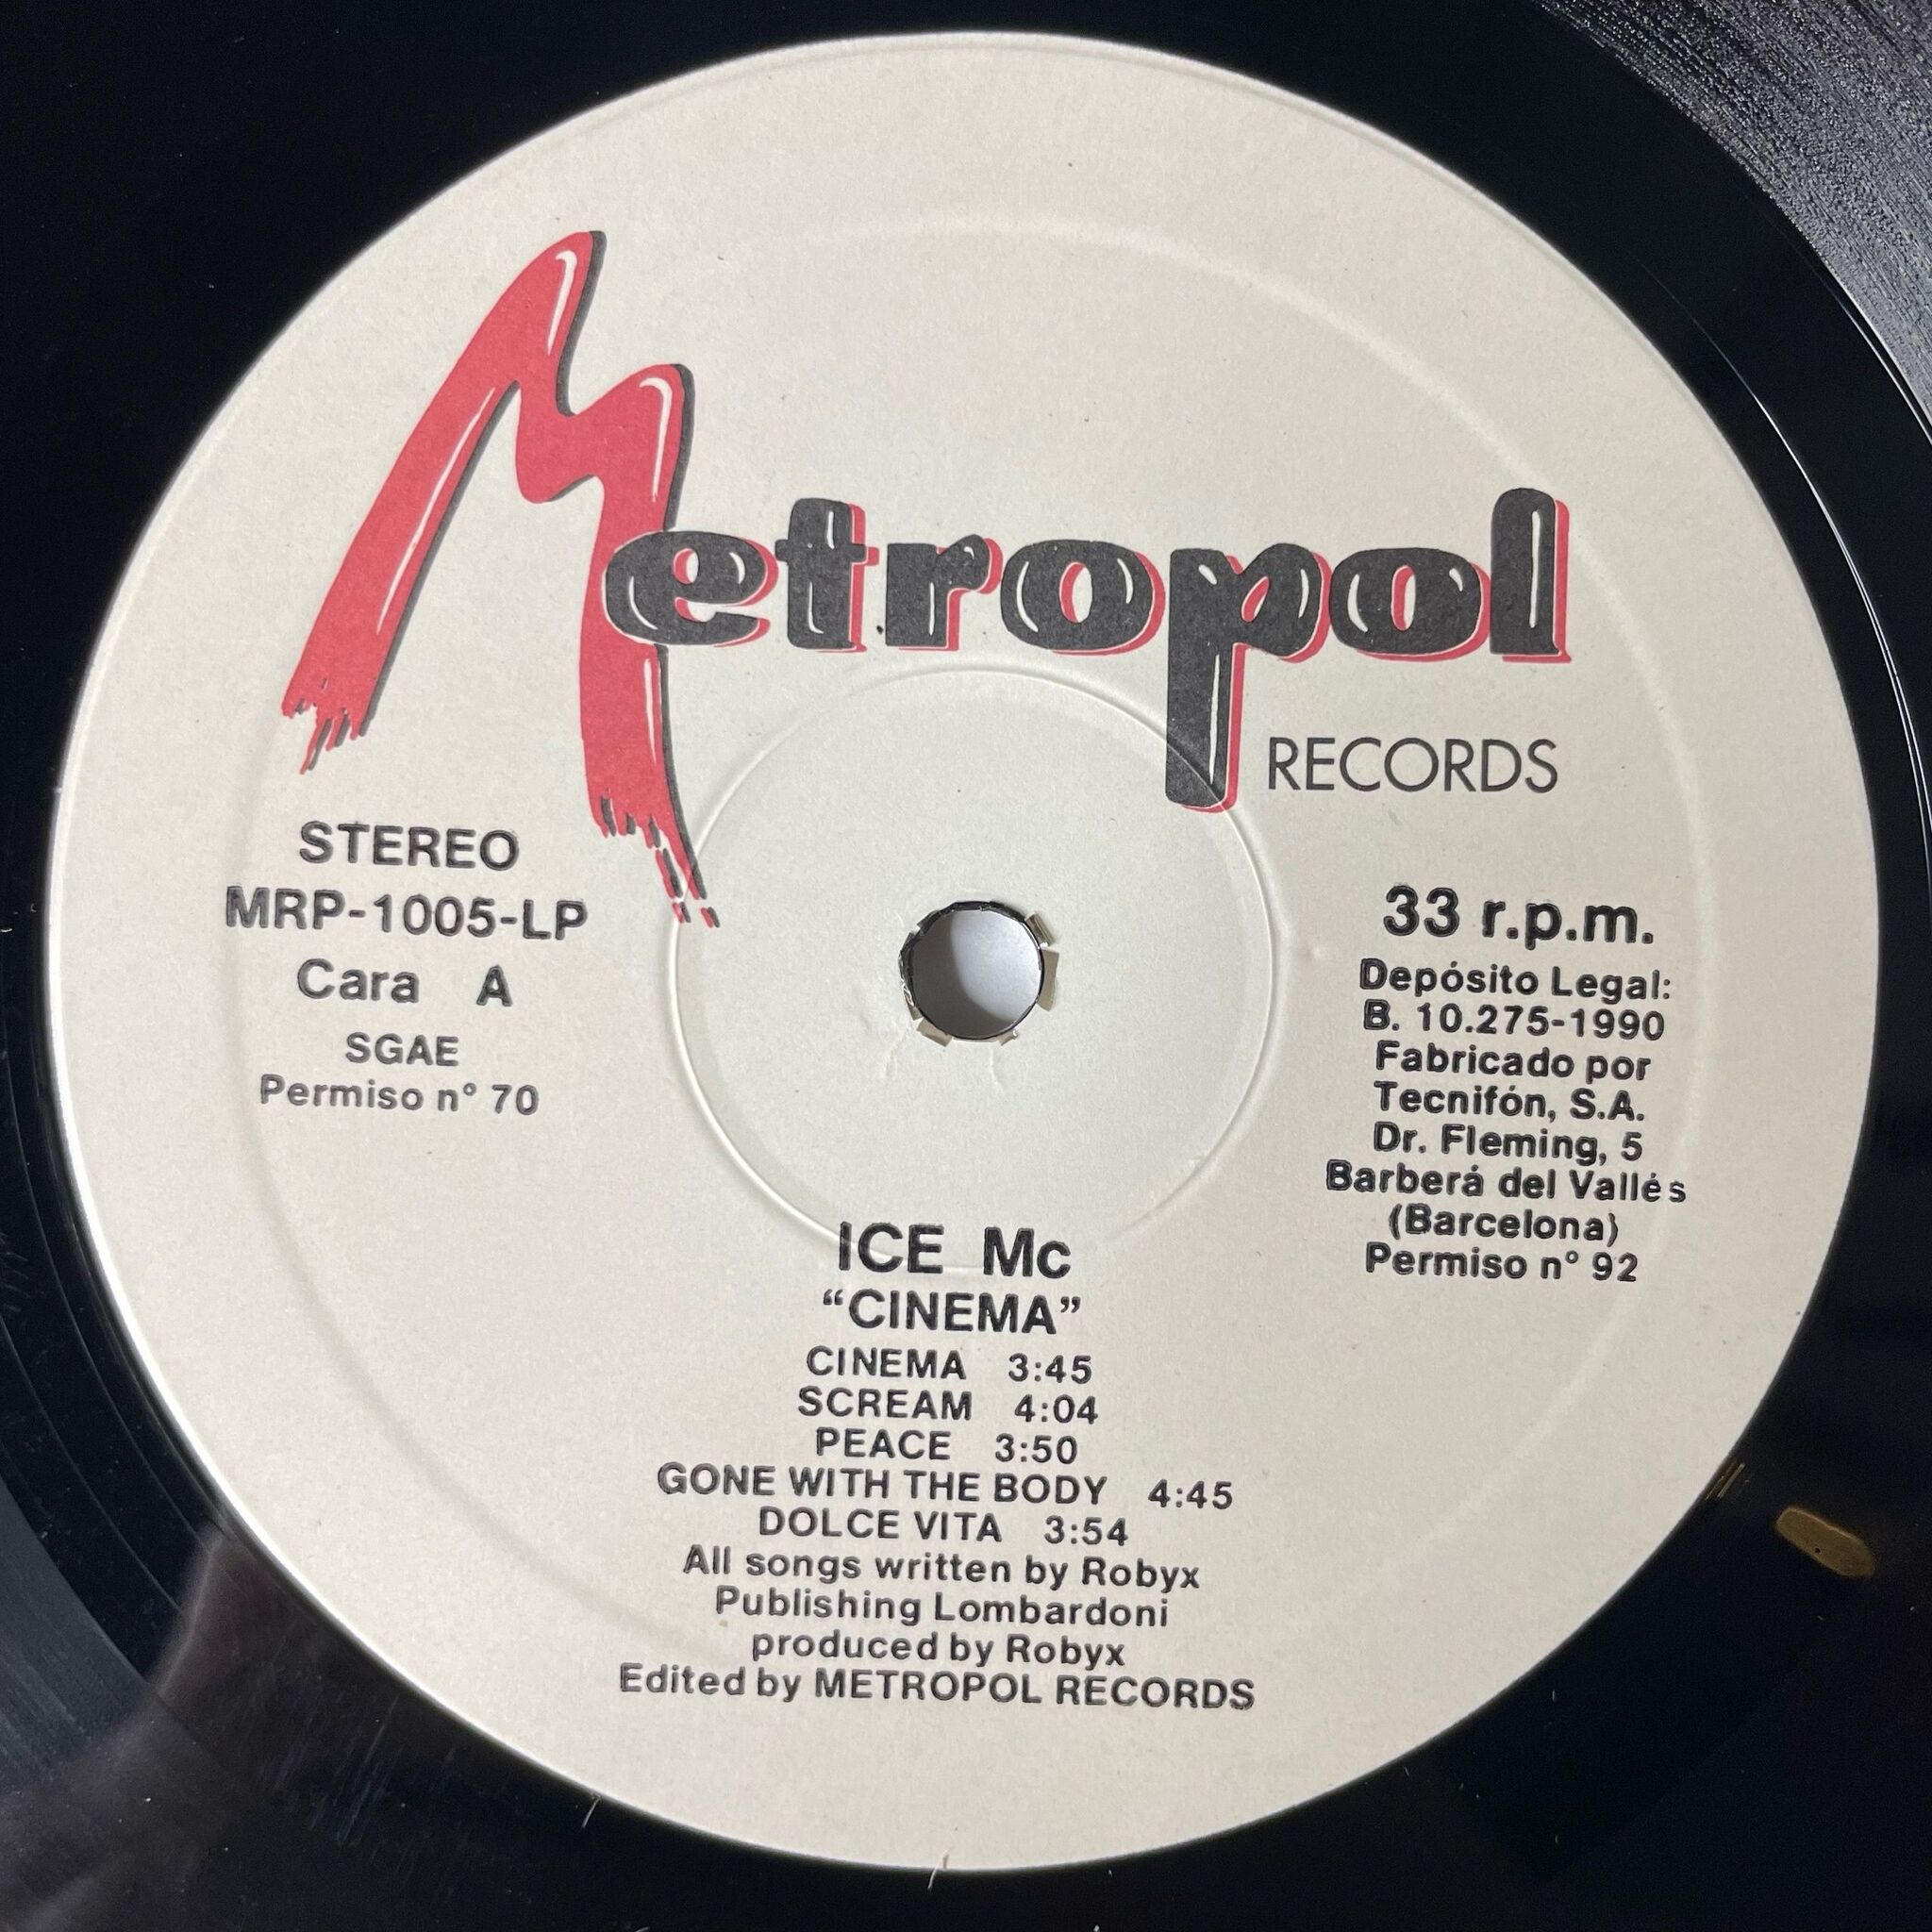 Metropol
RECORDS
STEREO
MRP-1005-LP
Cara A
SGAE
Permiso nº 70
33 r.p.m.
Depósito Legal:
B. 10.275-1990
Fabricado por
Tecnifón, S.A.
Dr. Fleming, 5
Barberá del Vallés
(Barcelona)
Permiso nº 92
ICE Mc
“CINEMA”
CINEMA 3:45
SCREAM 4:04
PEACE 3:50
GONE WITH THE BODY 4:45
DOLCE VITA 3:54
All songs written by Robyx
Publishing Lombardoni
produced by Robyx
Edited by METROPOL RECORDS